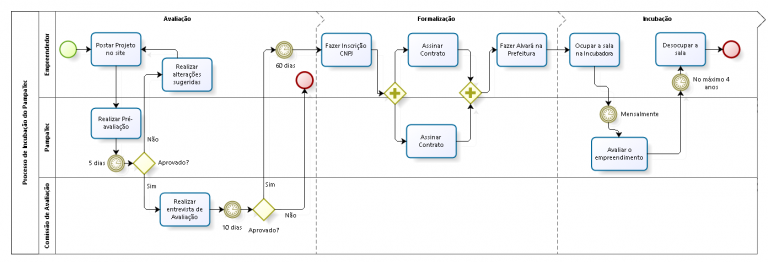 Processo de Incubação do PampaTec
Avaliação
Formalização
Incubação
Empreendedor
Postar Projeto
no site
Realizar
alterações
sugeridas
60 dias
Fazer Inscrição
CNPJ
Assinar
Contrato
Fazer Alvará na
Prefeitura
Ocupar a sala
na Incubadora
Desocupar a
sala
No máximo 4
anos
PampaTec
Realizar Pré-
avaliação
Não
5 dias
Aprovado?
Assinar
Contrato
Mensalmente
Avaliar o
empreendimento
Comissão de Avaliação
Sim
Realizar
entrevista de
Avaliação
10 dias
Sim
Não
Aprovado?